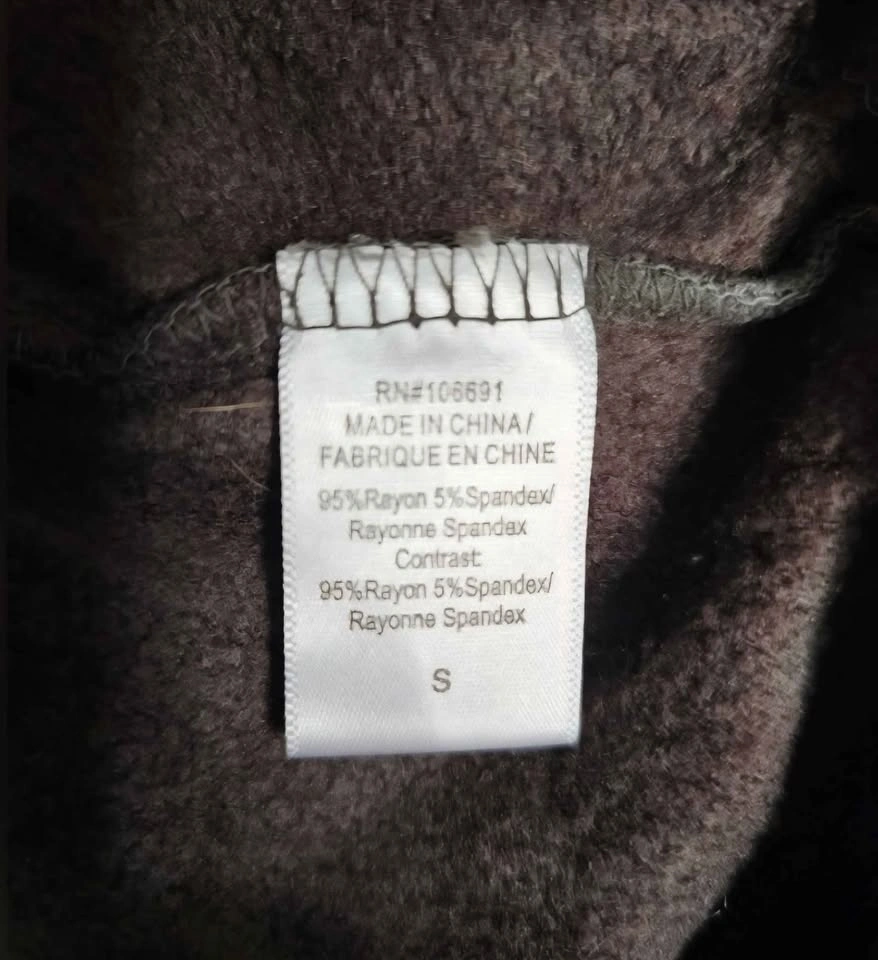 RN#106691
MADE IN CHINA/
FABRIQUE EN CHINE
95%Rayon 5%Spandex/
Rayonne Spandex
Contrast:
95%Rayon 5%Spandex/
Rayonne Spandex
S